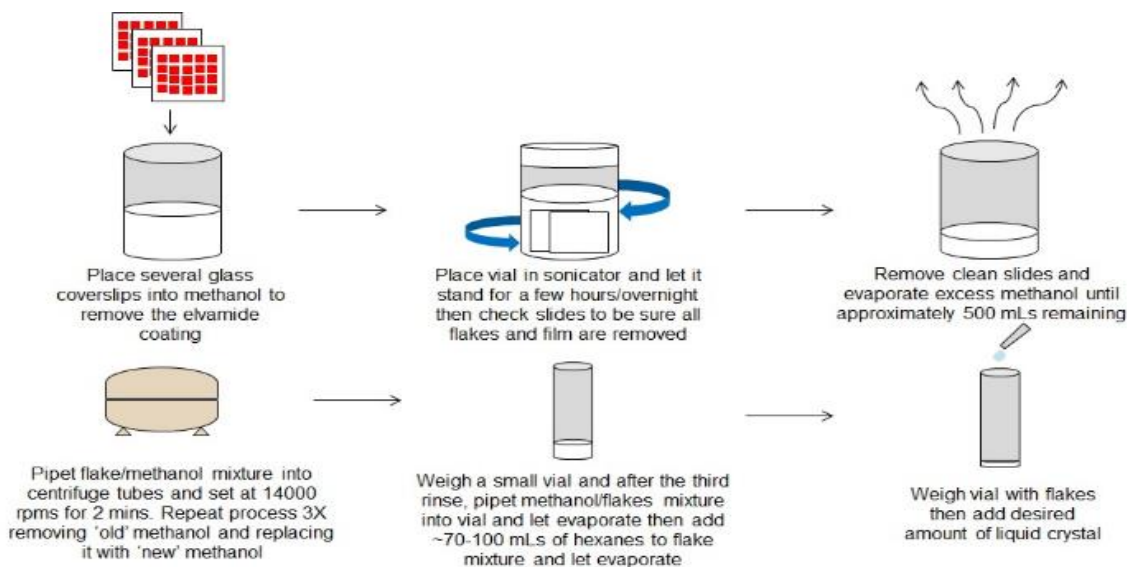 Place several glass
coverslips into methanol to
remove the elvamide
coating
Place vial in sonicator and let it
stand for a few hours/overnight
then check slides to be sure all
flakes and film are removed
Remove clean slides and
evaporate excess methanol until
approximately 500 mLs remaining
Pipet flake/methanol mixture into
centrifuge tubes and set at 14000
rpms for 2 mins. Repeat process 3X
removing 'old' methanol and replacing
it with 'new' methanol
Weigh a small vial and after the third
rinse, pipet methanol/flakes mixture
into vial and let evaporate then add
~70-100 mLs of hexanes to flake
mixture and let evaporate
Weigh vial with flakes
then add desired
amount of liquid crystal